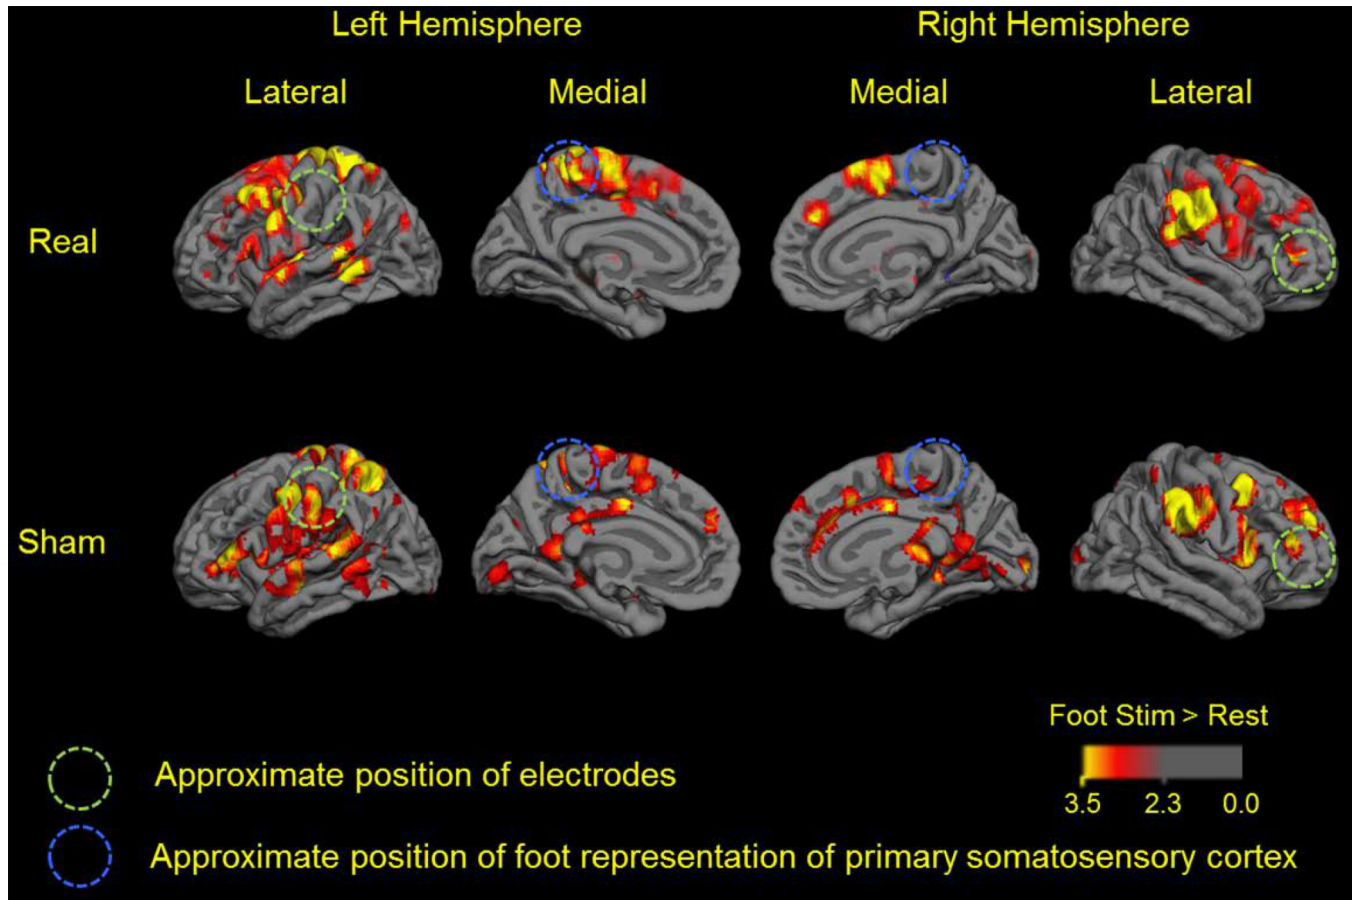 Left Hemisphere Right Hemisphere
Lateral Medial Medial Lateral
Real
Sham
Foot Stim > Rest
3.5 2.3 0.0
Approximate position of electrodes
Approximate position of foot representation of primary somatosensory cortex